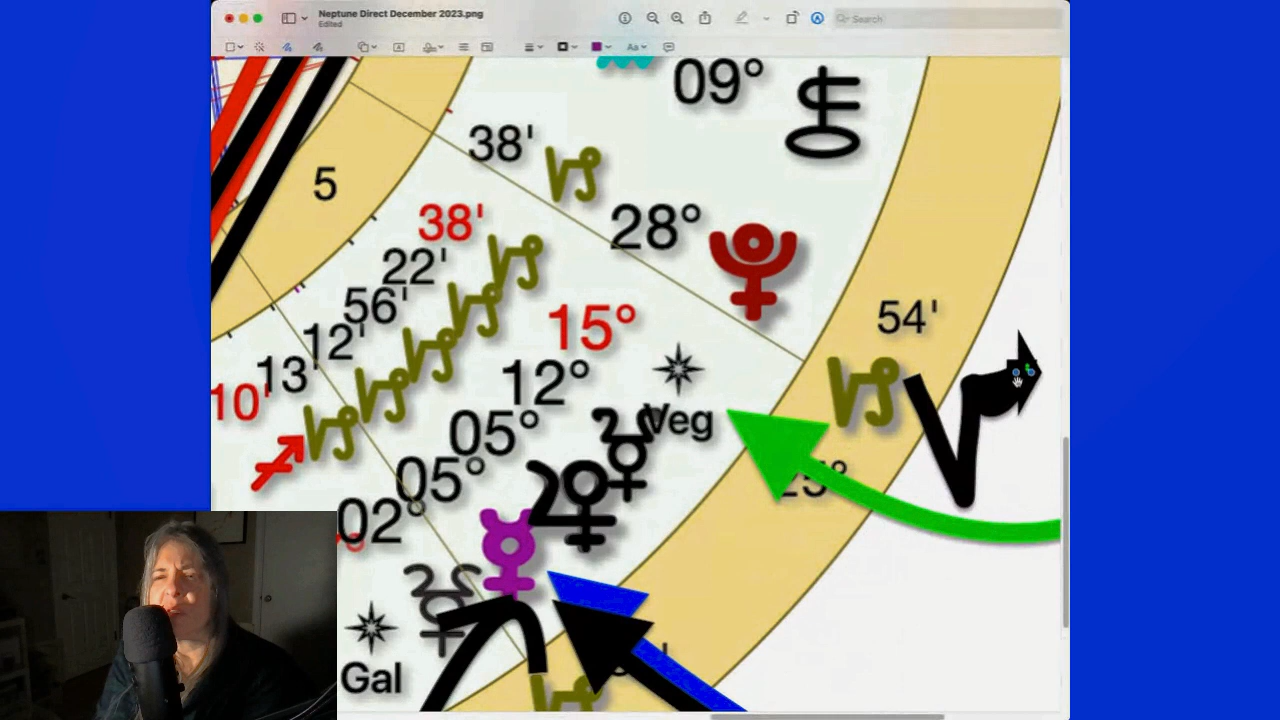 Neptune Direct December 2023.png
Edited
Search
Aa
09°
38'
5
28°
38'
22'
15°
56'
54'
12'
12°
13'
10'
Veg
05°
05°
02°
Gal